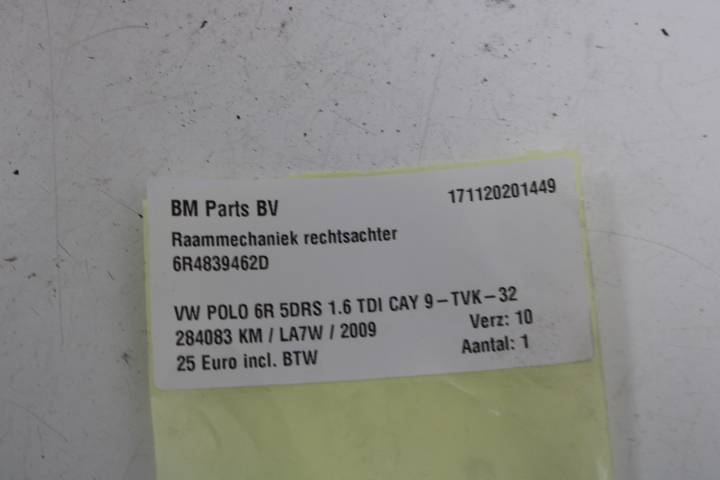 BM Parts BV 171120201449
Raammechaniek rechtsachter
6R4839462D
VW POLO 6R 5DRS 1.6 TDI CAY 9-TVK-32
284083 KM / LA7W / 2009 Verz: 10
25 Euro incl. BTW Aantal: 1